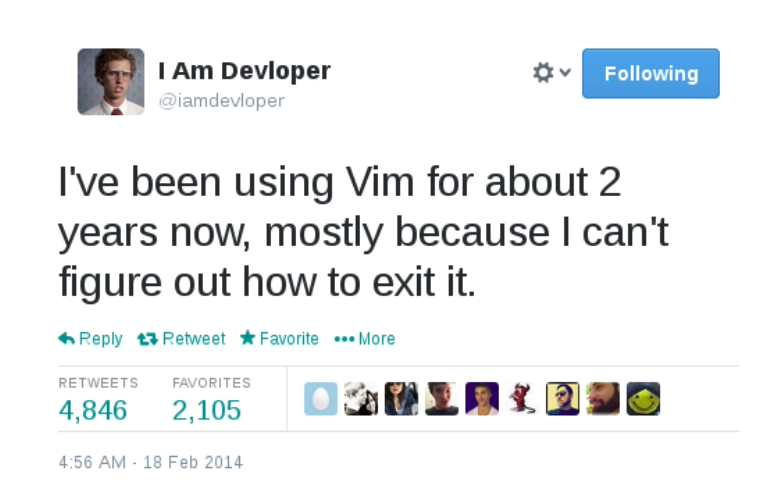 I Am Devloper
@iamdevloper
Following
I've been using Vim for about 2
years now, mostly because I can't
figure out how to exit it.
Reply Retweet Favorite More
RETWEETS FAVORITES
4,846 2,105
4:56 AM - 18 Feb 2014